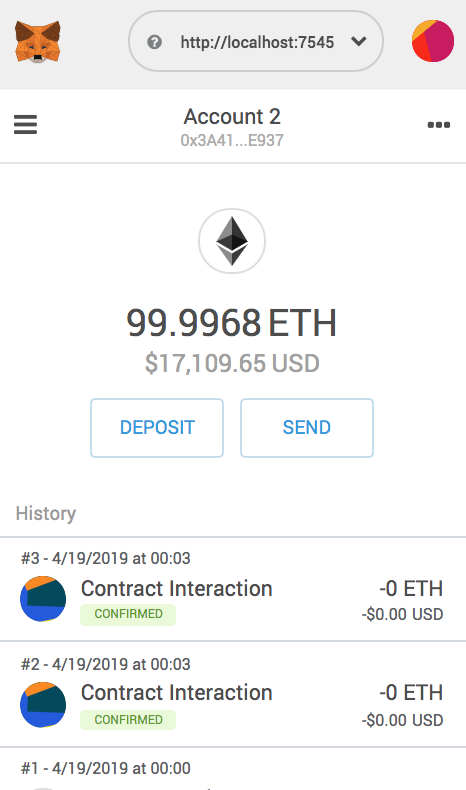 http://localhost:7545
Account 2
0x3A41...E937
99.9968 ETH
$17,109.65 USD
DEPOSIT SEND
History
#3 - 4/19/2019 at 00:03
Contract Interaction -0 ETH
CONFIRMED -$0.00 USD
#2 - 4/19/2019 at 00:03
Contract Interaction -0 ETH
CONFIRMED -$0.00 USD
#1 - 4/19/2019 at 00:00